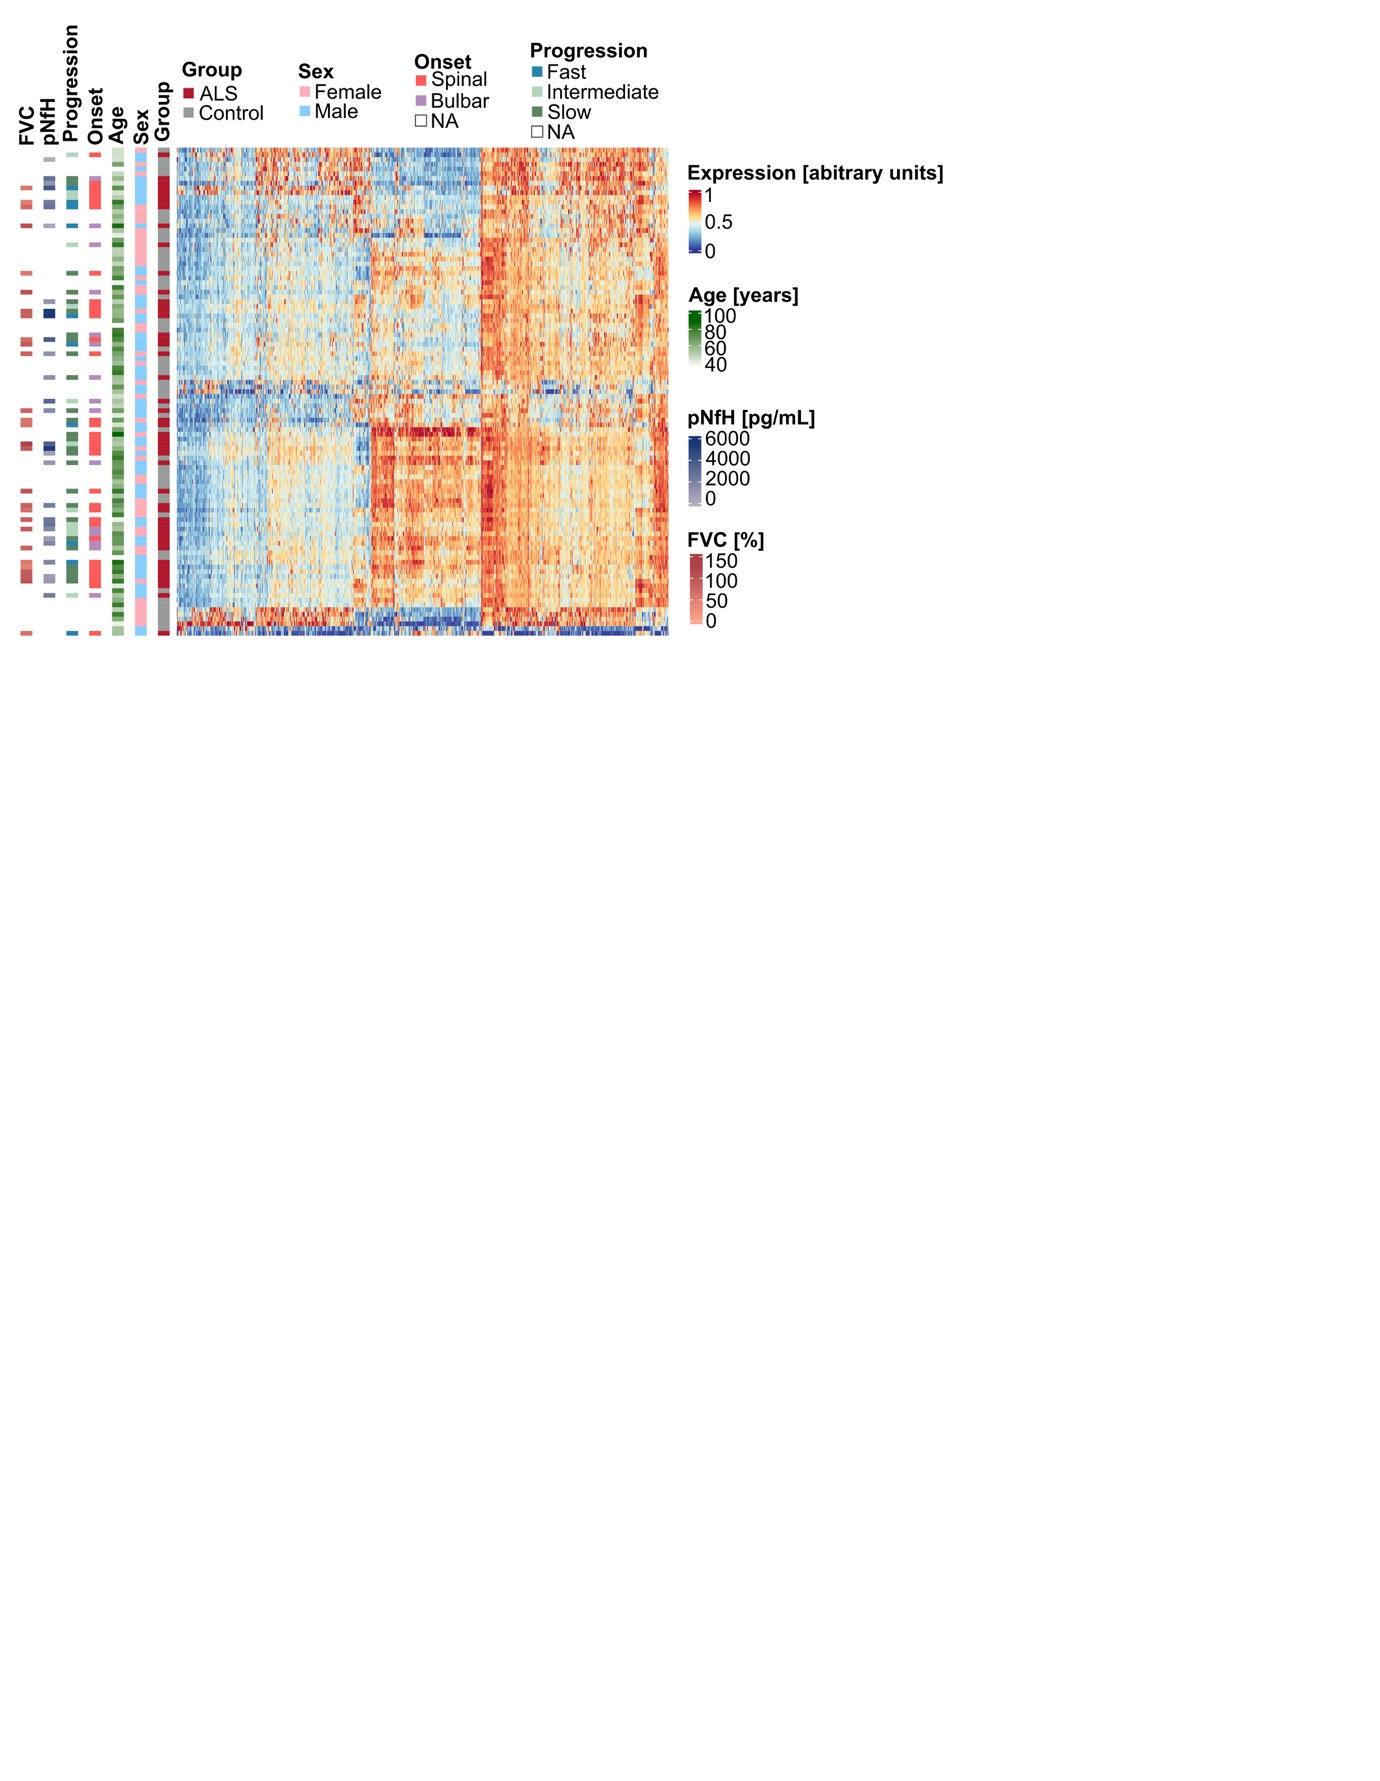 FVC
pNfH
Progression
Onset
Age
Sex
Group
Group
ALS
Control
Sex
Female
Male
Onset
Spinal
Bulbar
NA
Progression
Fast
Intermediate
Slow
NA
Expression [abitrary units]
1
0.5
0
Age [years]
100
80
60
40
pNfH [pg/mL]
6000
4000
2000
0
FVC [%]
150
100
50
0